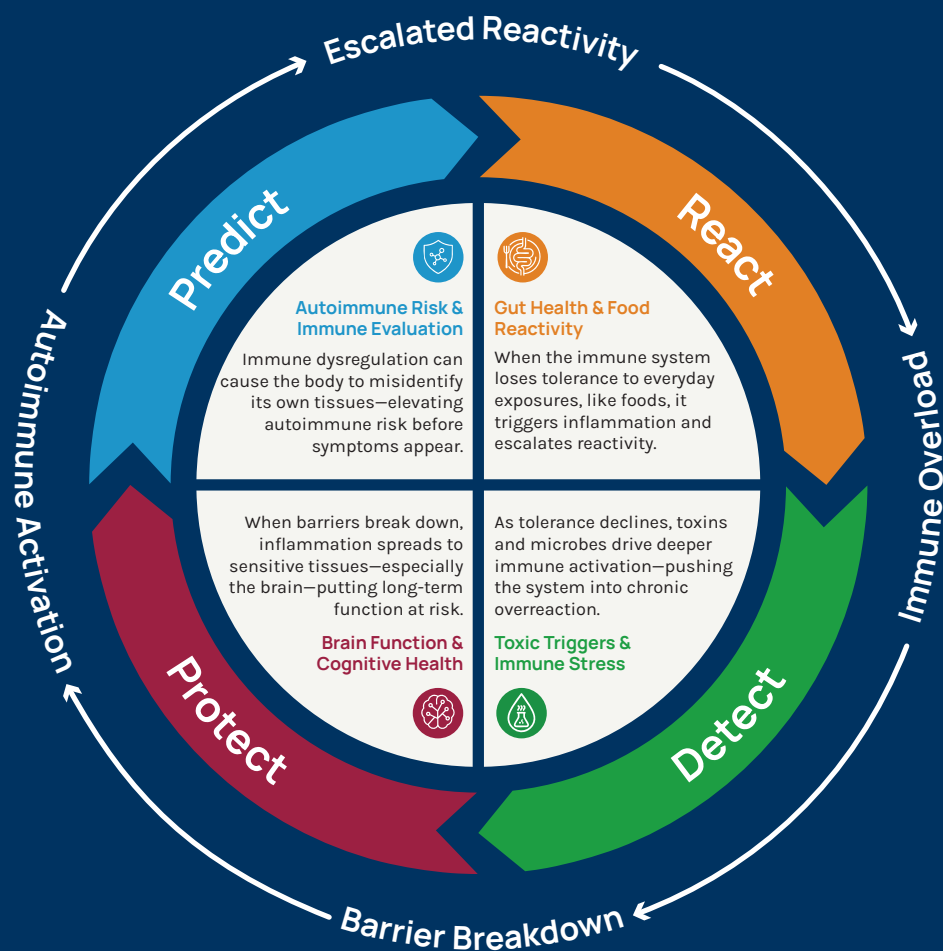 Escalated Reactivity
Predict
React
Autoimmune Risk &
Immune Evaluation
Immune dysregulation can
cause the body to misidentify
its own tissues—elevating
autoimmune risk before
symptoms appear.
Gut Health & Food
Reactivity
When the immune system
loses tolerance to everyday
exposures, like foods, it
triggers inflammation and
escalates reactivity.
Autoimmune Activation
Immune Overload
When barriers break down,
inflammation spreads to
sensitive tissues—especially
the brain—putting long-term
function at risk.
Brain Function &
Cognitive Health
As tolerance declines, toxins
and microbes drive deeper
immune activation—pushing
the system into chronic
overreaction.
Toxic Triggers &
Immune Stress
Protect
Detect
Barrier Breakdown